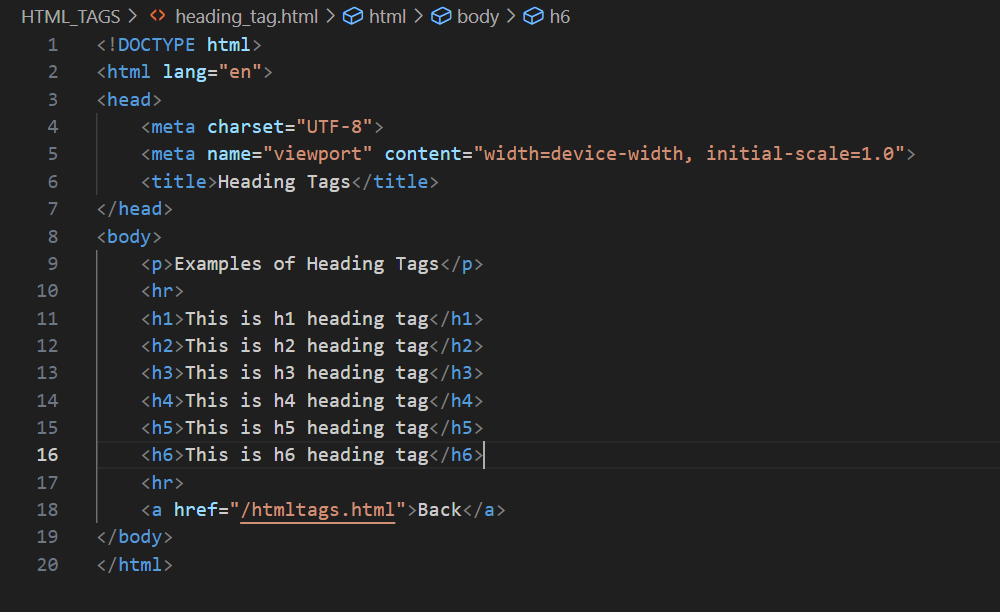 HTML_TAGS > <> heading_tag.html > html > body > h6
1 <!DOCTYPE html>
2 <html lang="en">
3 <head>
4     <meta charset="UTF-8">
5     <meta name="viewport" content="width=device-width, initial-scale=1.0">
6     <title>Heading Tags</title>
7 </head>
8 <body>
9     <p>Examples of Heading Tags</p>
10     <hr>
11     <h1>This is h1 heading tag</h1>
12     <h2>This is h2 heading tag</h2>
13     <h3>This is h3 heading tag</h3>
14     <h4>This is h4 heading tag</h4>
15     <h5>This is h5 heading tag</h5>
16     <h6>This is h6 heading tag</h6>
17     <hr>
18     <a href="/htmltags.html">Back</a>
19 </body>
20 </html>